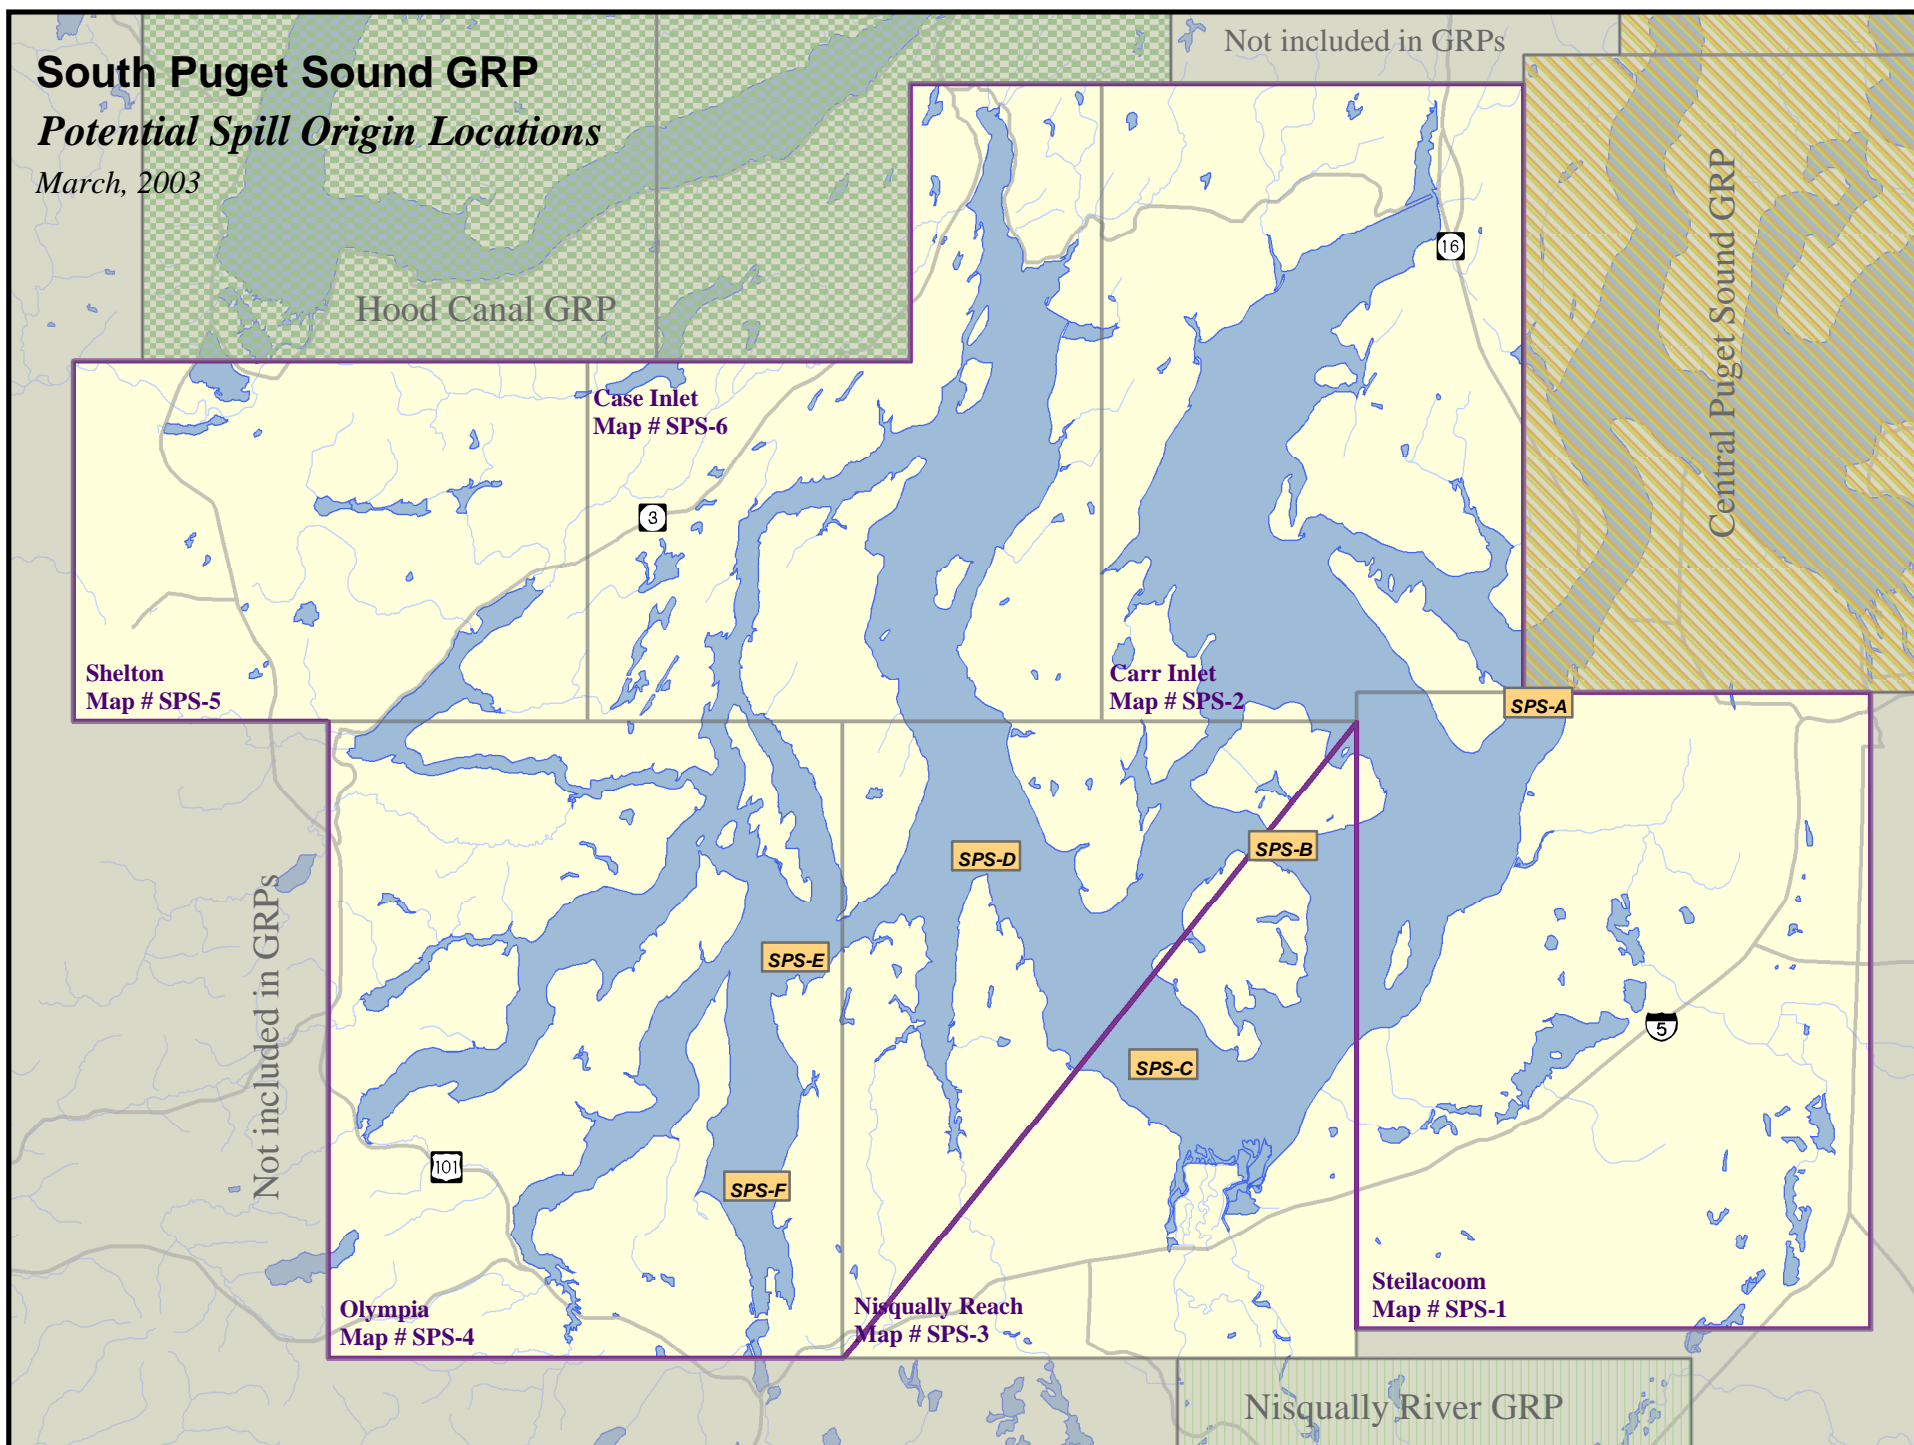 South Puget Sound GRP
Potential Spill Origin Locations
March, 2003
Not included in GRPs
Hood Canal GRP
Central Puget Sound GRP
16
Case Inlet
Map # SPS-6
3
Shelton
Map # SPS-5
Carr Inlet
Map # SPS-2
SPS-A
SPS-B
SPS-D
SPS-E
SPS-C
5
Not included in GRPs
101
SPS-F
Olympia
Map # SPS-4
Nisqually Reach
Map # SPS-3
Steilacoom
Map # SPS-1
Nisqually River GRP